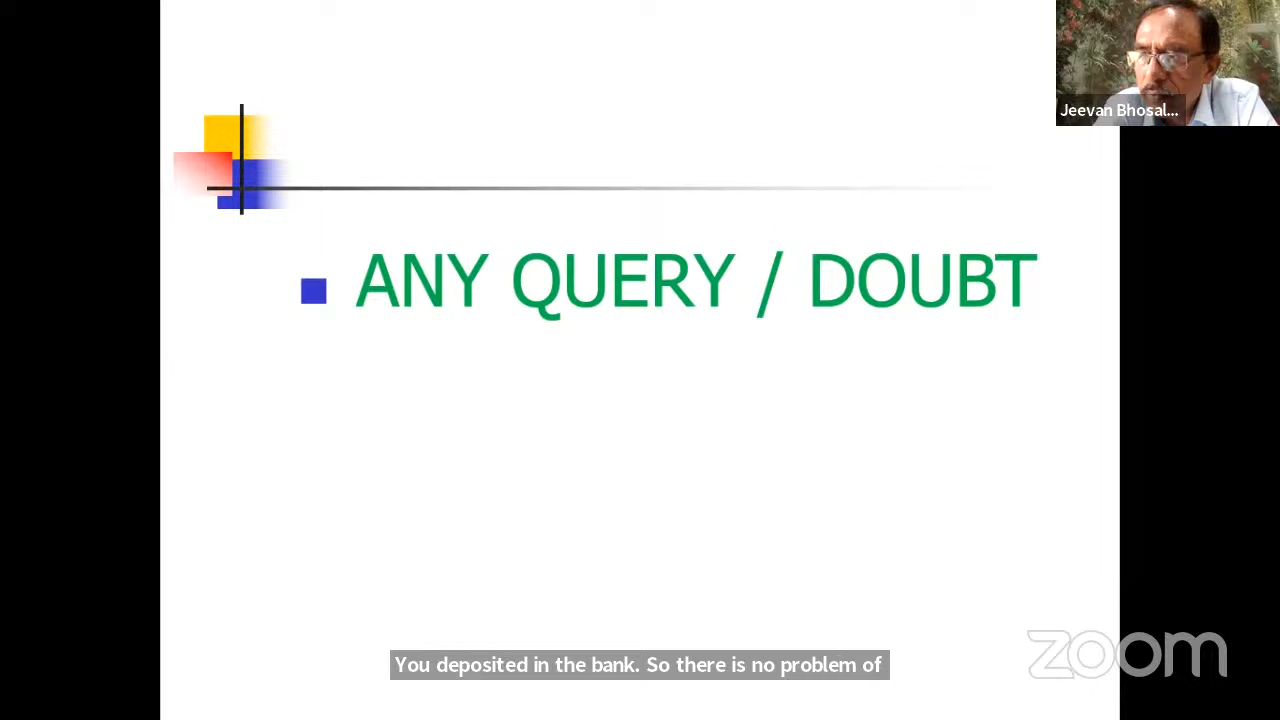 Jeevan Bhosal...
ANY QUERY / DOUBT
You deposited in the bank. So there is no problem of
zoom